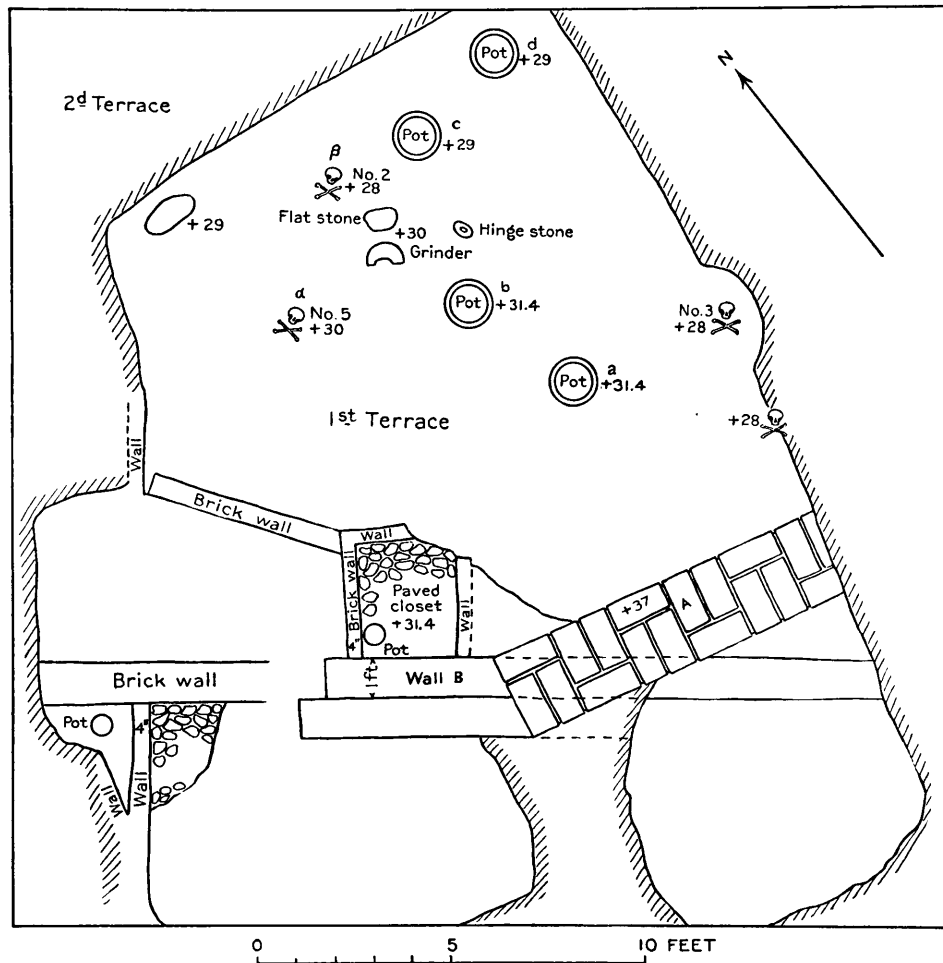 d
Pot
+29
N
2d Terrace
c
Pot
+29
β
No. 2
+28
+29
Flat stone
+30
Hinge stone
Grinder
α
No. 5
+30
b
Pot
+31.4
No. 3
+28
a
Pot
+31.4
1st Terrace
+28
Wall
Brick wall
Wall
4" Brick wall
Paved
closet
+31.4
Pot
Wall
+37
A
1ft
Wall B
Brick wall
Pot
4"
Wall
Wall
0 5 10 FEET